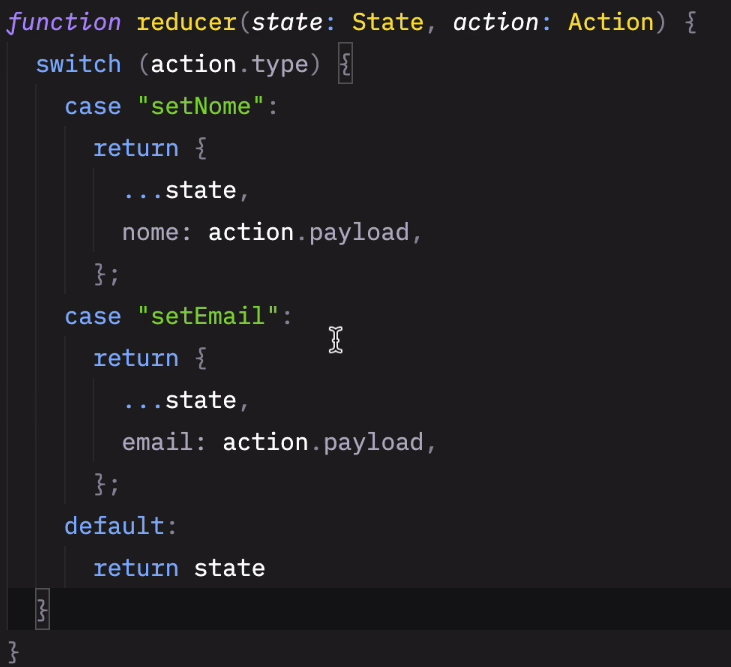 function reducer(state: State, action: Action) {
  switch (action.type) {
    case "setNome":
      return {
        ...state,
        nome: action.payload,
      };
    case "setEmail":
      return {
        ...state,
        email: action.payload,
      };
    default:
      return state
  }
}